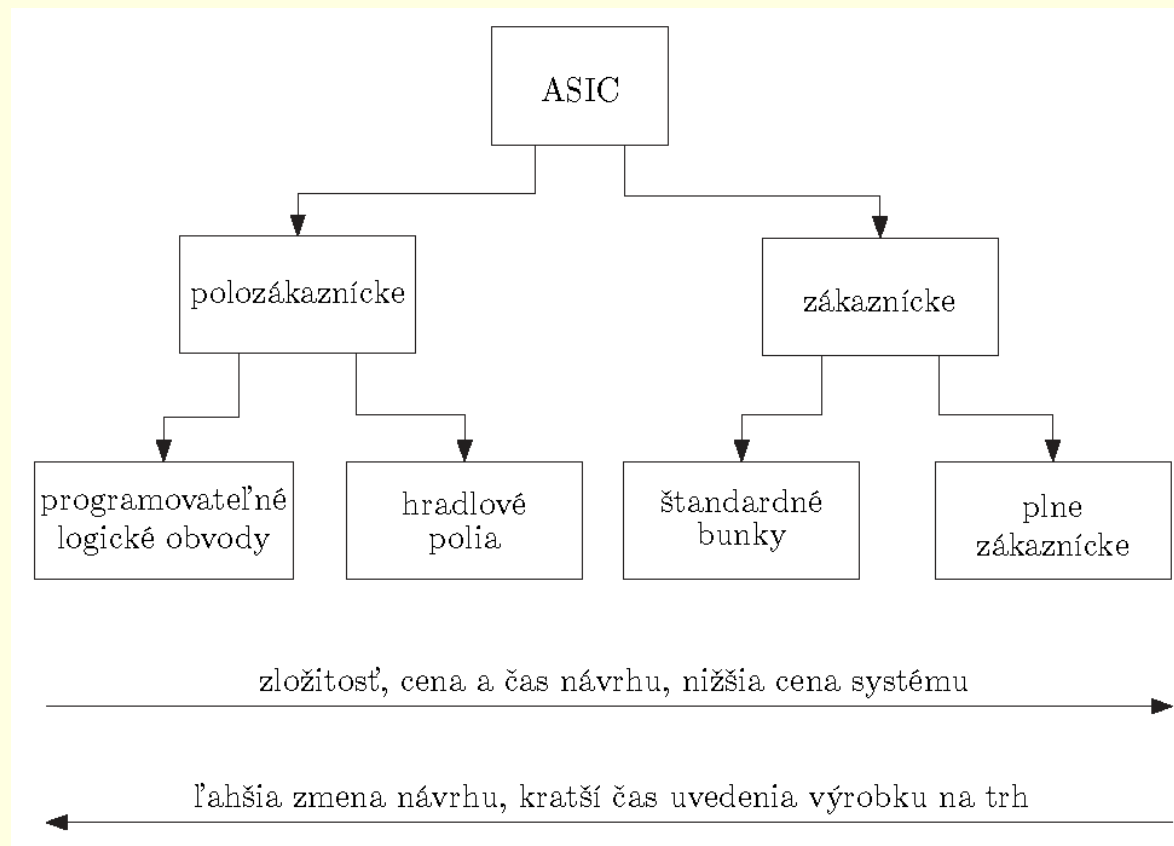 ASIC
polozákaznícke
zákaznícke
programovateľné
logické obvody
hradlové
polia
štandardné
bunky
plne
zákaznícke
zložitosť, cena a čas návrhu, nižšia cena systému
ľahšia zmena návrhu, kratší čas uvedenia výrobku na trh